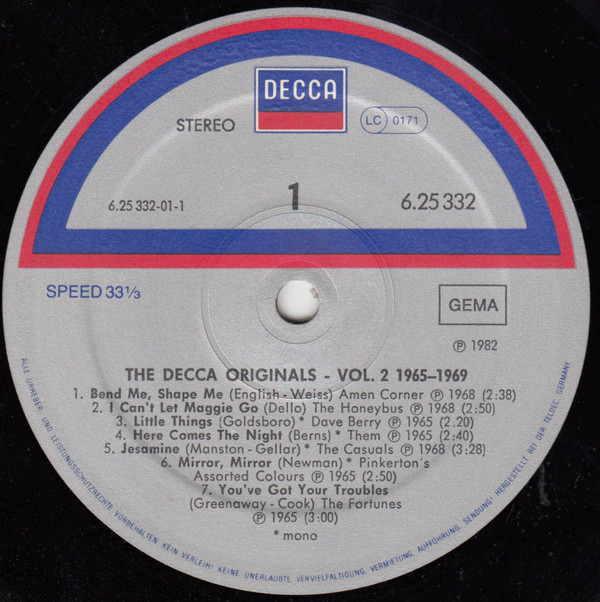 DECCA
STEREO
LC 0171
6.25 332-01-1
1
6.25 332
SPEED 33 1/3
GEMA
Ⓟ 1982
THE DECCA ORIGINALS - VOL. 2 1965–1969
1. Bend Me, Shape Me (English - Weiss) Amen Corner Ⓟ 1968 (2:38)
2. I Can't Let Maggie Go (Dello) The Honeybus Ⓟ 1968 (2:50)
3. Little Things (Goldsboro) * Dave Berry Ⓟ 1965 (2.20)
4. Here Comes The Night (Berns) * Them Ⓟ 1965 (2:40)
5. Jesamine (Manston - Gellar) * The Casuals Ⓟ 1968 (3:28)
6. Mirror, Mirror (Newman) * Pinkerton's
Assorted Colours Ⓟ 1965 (2:50)
7. You've Got Your Troubles
(Greenaway - Cook) The Fortunes
Ⓟ 1965 (3:00)
* mono
ALLE URHEBER- UND LEISTUNGSSCHUTZRECHTE VORBEHALTEN KEIN VERLEIH! KEINE UNERLAUBTE VERVIELFÄLTIGUNG, VERMIETUNG, AUFFÜHRUNG, SENDUNG! HERGESTELLT BEI DER TELDEC GERMANY